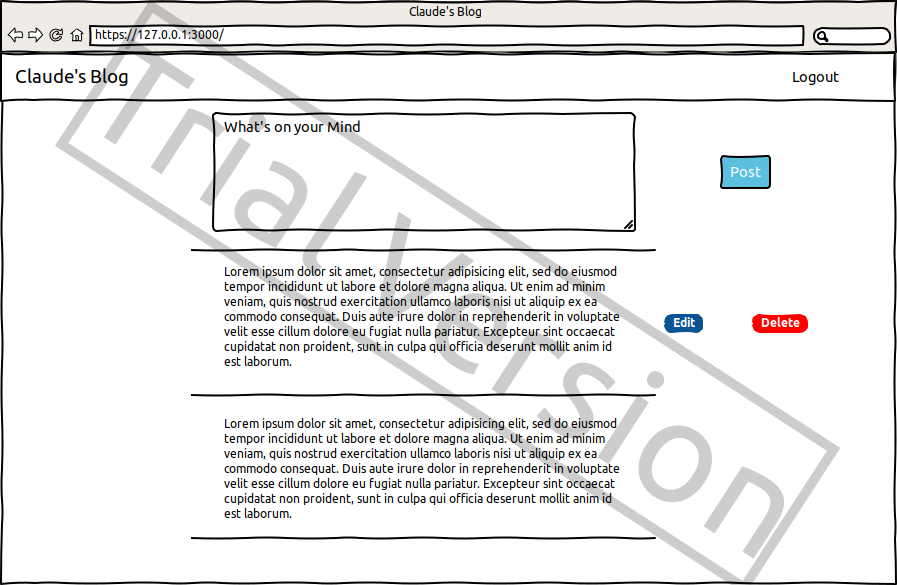 Claude's Blog
https://127.0.0.1:3000/
Claude's Blog
Logout
What's on your Mind
Post
Lorem ipsum dolor sit amet, consectetur adipisicing elit, sed do eiusmod
tempor incididunt ut labore et dolore magna aliqua. Ut enim ad minim
veniam, quis nostrud exercitation ullamco laboris nisi ut aliquip ex ea
commodo consequat. Duis aute irure dolor in reprehenderit in voluptate
velit esse cillum dolore eu fugiat nulla pariatur. Excepteur sint occaecat
cupidatat non proident, sunt in culpa qui officia deserunt mollit anim id
est laborum.
Edit
Delete
Lorem ipsum dolor sit amet, consectetur adipisicing elit, sed do eiusmod
tempor incididunt ut labore et dolore magna aliqua. Ut enim ad minim
veniam, quis nostrud exercitation ullamco laboris nisi ut aliquip ex ea
commodo consequat. Duis aute irure dolor in reprehenderit in voluptate
velit esse cillum dolore eu fugiat nulla pariatur. Excepteur sint occaecat
cupidatat non proident, sunt in culpa qui officia deserunt mollit anim id
est laborum.
Trial Version